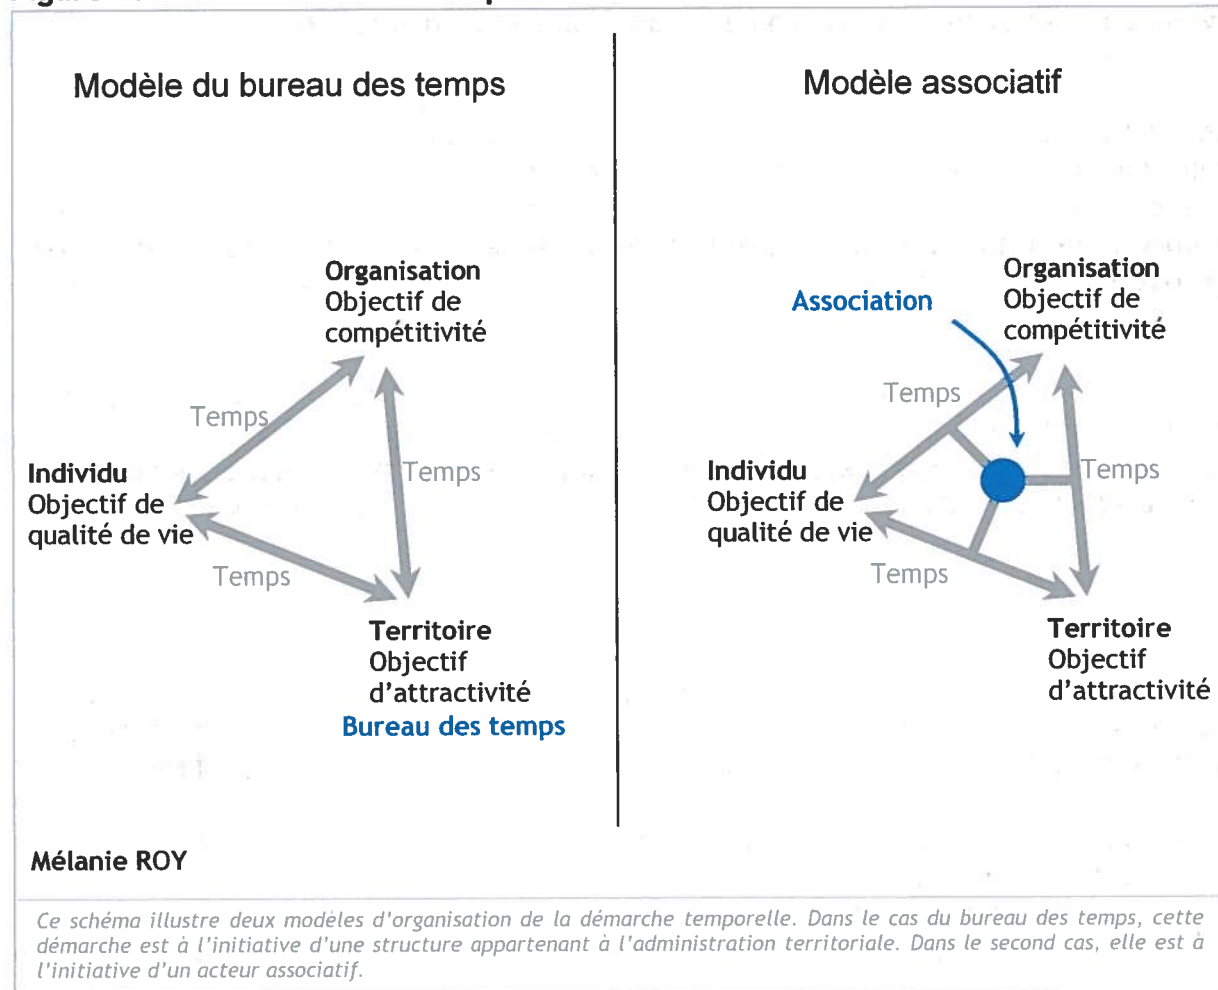 Modèle du bureau des temps
Organisation
Objectif de
compétitivité
Temps
Temps
Individu
Objectif de
qualité de vie
Temps
Territoire
Objectif
d'attractivité
Bureau des temps
Modèle associatif
Organisation
Objectif de
compétitivité
Association
Temps
Temps
Individu
Objectif de
qualité de vie
Temps
Territoire
Objectif
d'attractivité
Mélanie ROY
Ce schéma illustre deux modèles d'organisation de la démarche temporelle. Dans le cas du bureau des temps, cette
démarche est à l'initiative d'une structure appartenant à l'administration territoriale. Dans le second cas, elle est à
l'initiative d'un acteur associatif.